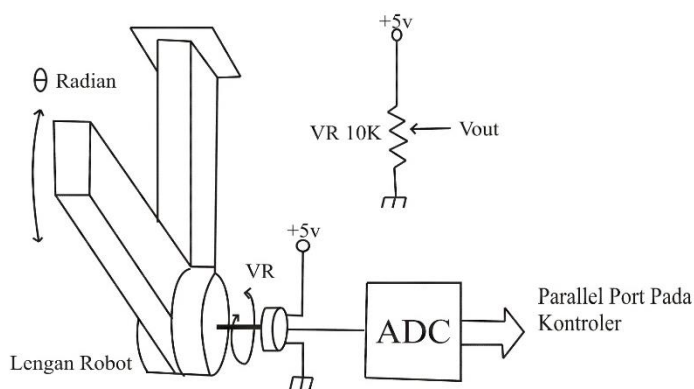 +5v
θ Radian
VR 10K
Vout
+5v
VR
ADC
Parallel Port Pada
Kontroler
Lengan Robot